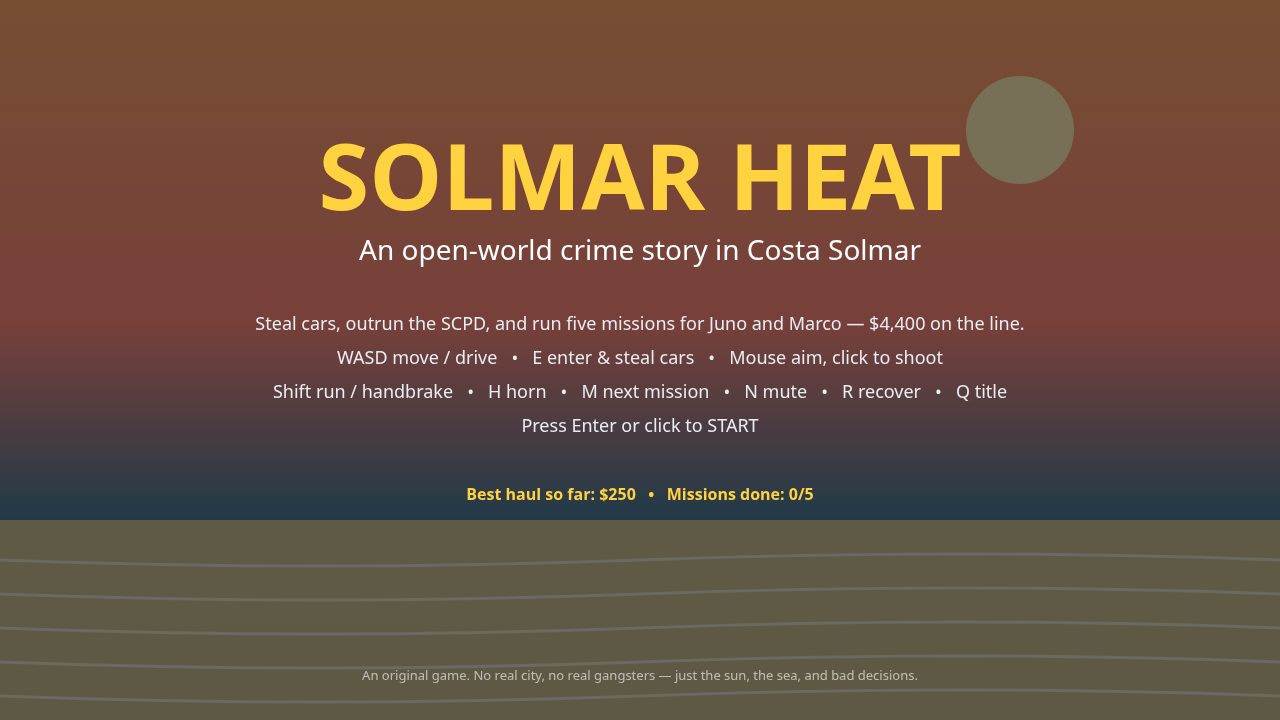 SOLMAR HEAT
An open-world crime story in Costa Solmar
Steal cars, outrun the SCPD, and run five missions for Juno and Marco — $4,400 on the line.
WASD move / drive • E enter & steal cars • Mouse aim, click to shoot
Shift run / handbrake • H horn • M next mission • N mute • R recover • Q title
Press Enter or click to START
Best haul so far: $250 • Missions done: 0/5
An original game. No real city, no real gangsters — just the sun, the sea, and bad decisions.